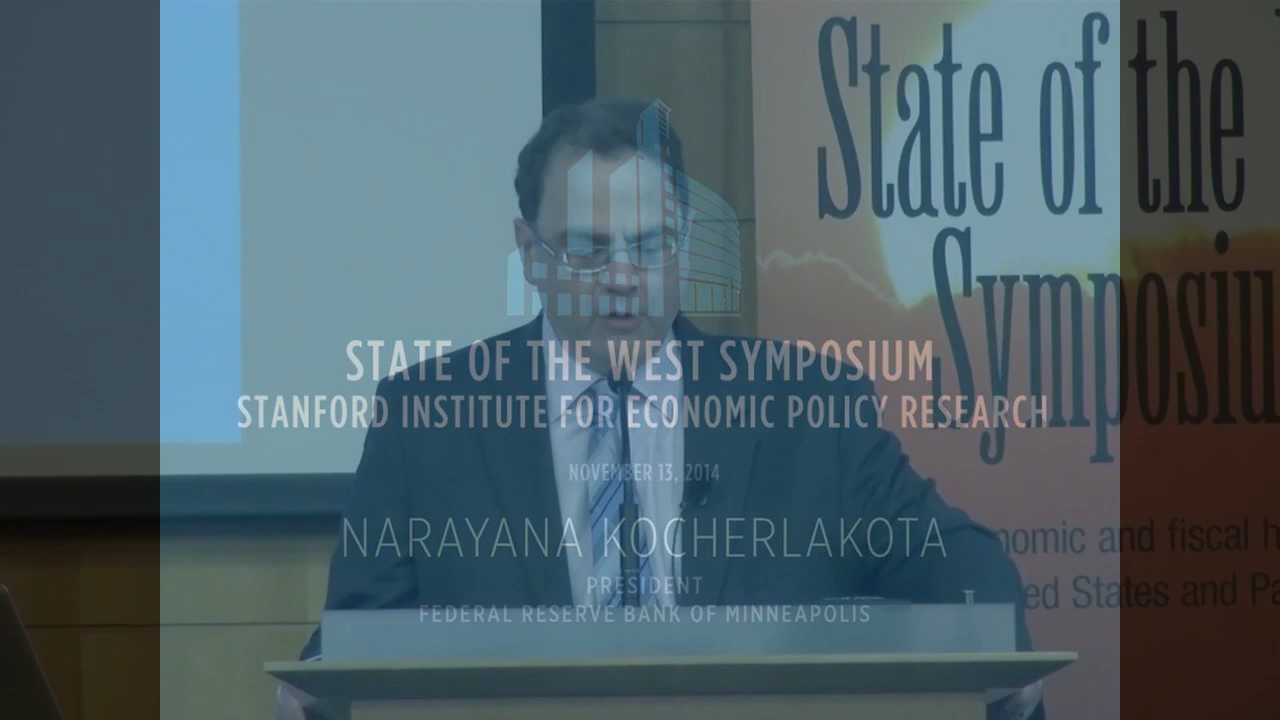 State of the
Symposiu
STATE OF THE WEST SYMPOSIUM
STANFORD INSTITUTE FOR ECONOMIC POLICY RESEARCH
NOVEMBER 13, 2014
NARAYANA KOCHERLAKOTA
nomic and fiscal h
ed States and Pa
PRESIDENT
FEDERAL RESERVE BANK OF MINNEAPOLIS